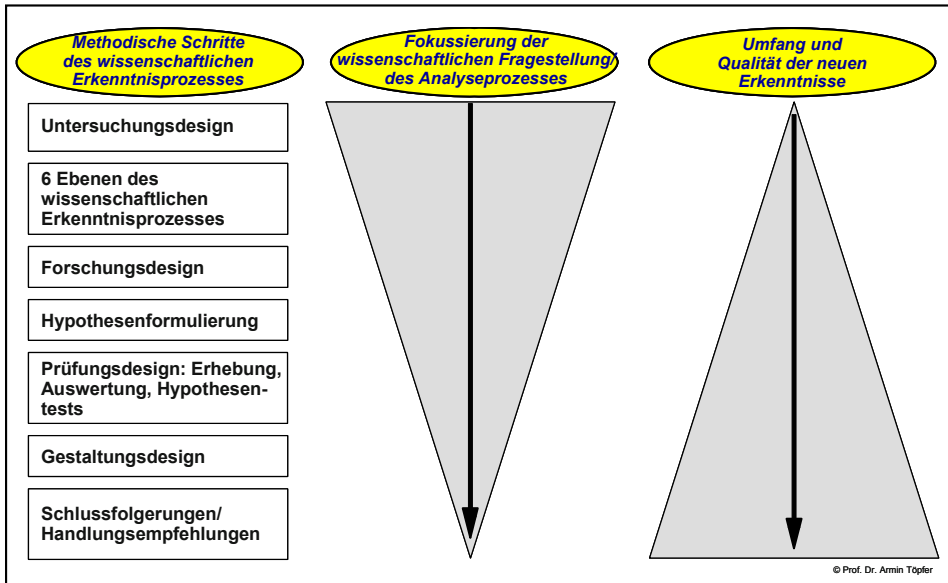 Methodische Schritte
des wissenschaftlichen
Erkenntnisprozesses
Fokussierung der
wissenschaftlichen Fragestellung/
des Analyseprozesses
Umfang und
Qualität der neuen
Erkenntnisse
Untersuchungsdesign
6 Ebenen des
wissenschaftlichen
Erkenntnisprozesses
Forschungsdesign
Hypothesenformulierung
Prüfungsdesign: Erhebung,
Auswertung, Hypothesen-
tests
Gestaltungsdesign
Schlussfolgerungen/
Handlungsempfehlungen
© Prof. Dr. Armin Töpfer